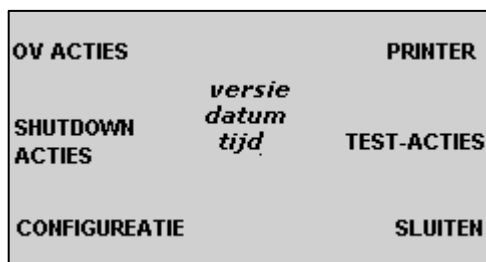 OV ACTIES
PRINTER
versie
datum
tijd
SHUTDOWN
ACTIES
TEST-ACTIES
CONFIGUREATIE
SLUITEN